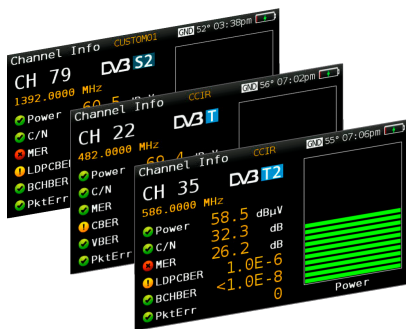 Channel Info CUSTOM01 GND 52° 03:38pm
CH 79 DVB S2
1392.0000 MHz
Power
C/N
MER
LDPCBER
BCHBER
PktErr
Channel Info CCIR GND 56° 07:02pm
CH 22 DVB T
482.0000 MHz
Power
C/N
MER
CBER
VBER
PktErr
Channel Info CCIR GND 55° 07:06pm
CH 35 DVB T2
586.0000 MHz
Power 58.5 dBµV
C/N 32.3 dB
MER 26.2 dB
LDPCBER 1.0E-6
BCHBER <1.0E-8
PktErr 0
Power